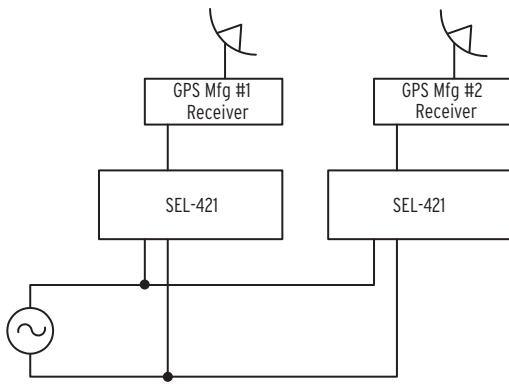 GPS Mfg #1
Receiver
GPS Mfg #2
Receiver
SEL-421
SEL-421